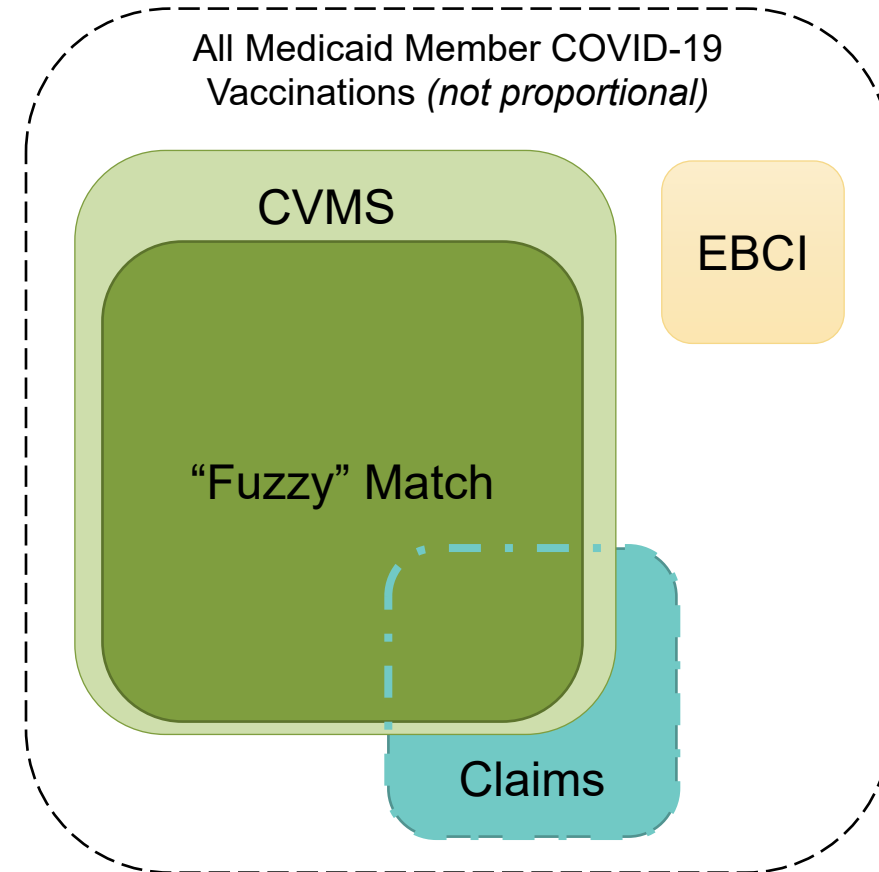 All Medicaid Member COVID-19
Vaccinations (not proportional)
CVMS
EBCI
“Fuzzy” Match
Claims